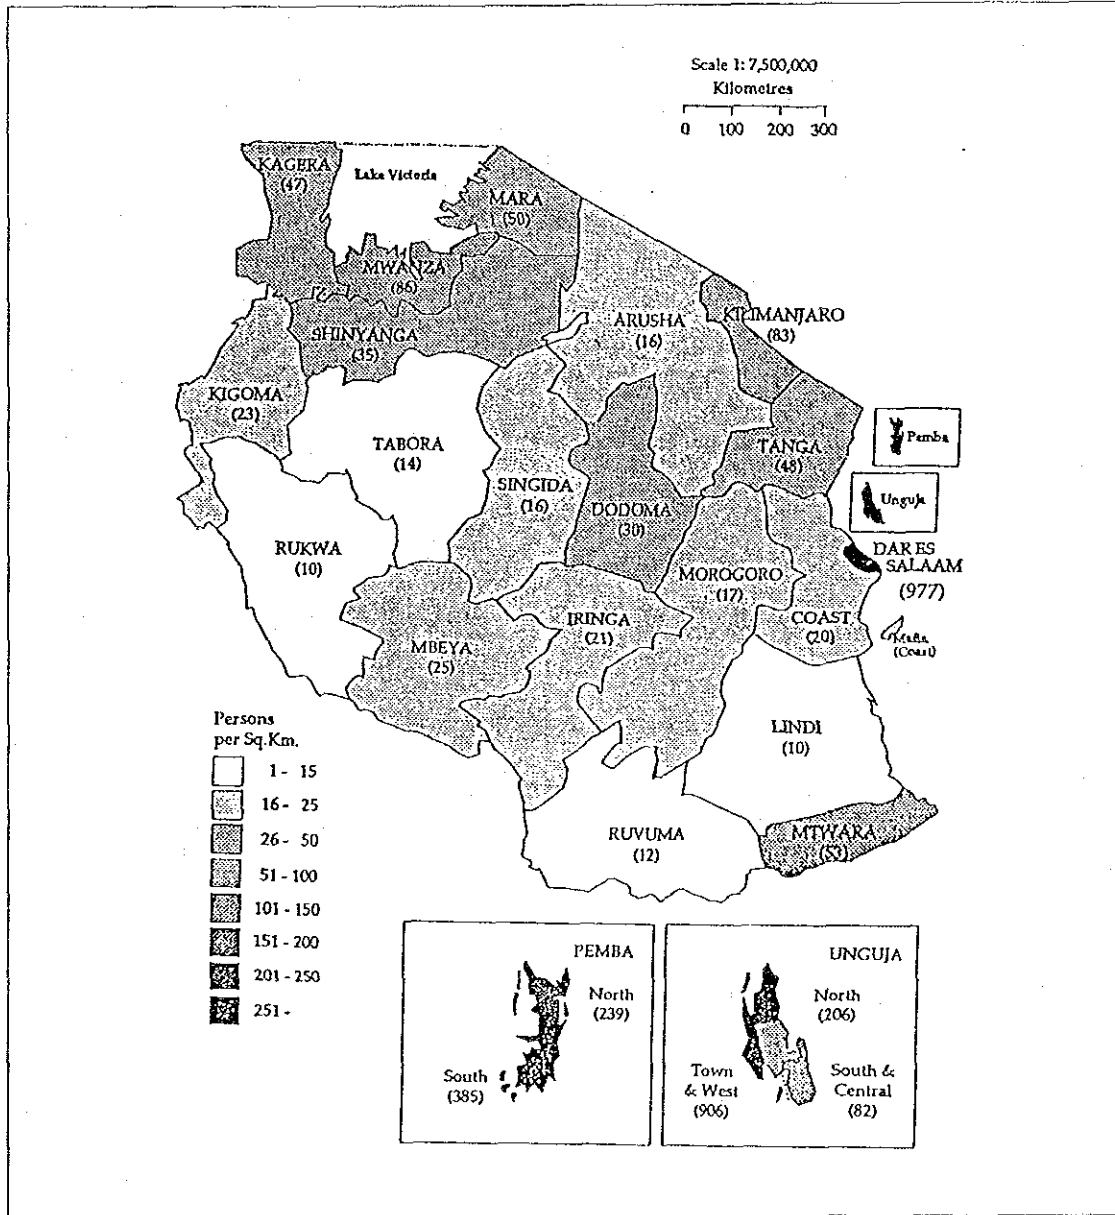 Scale 1: 7,500,000
Kilometres
0 100 200 300
KAGERA
(47)
Lake Victoria
MARA
(50)
MWANZA
(86)
SHINYANGA
(35)
ARUSHA
(16)
KILIMANJARO
(83)
KIGOMA
(23)
TABORA
(14)
SINGIDA
(16)
DODOMA
(30)
TANGA
(48)
Pemba
Unguja
DAR ES
SALAAM
(977)
RUKWA
(10)
MOROGORO
(17)
COAST
(20)
Mafia
(Coast)
IRINGA
(21)
MBEYA
(25)
LINDI
(10)
RUVUMA
(12)
MTWARA
(53)
Persons
per Sq.Km.
1 - 15
16 - 25
26 - 50
51 - 100
101 - 150
151 - 200
201 - 250
251 -
PEMBA
North
(239)
South
(385)
UNGUJA
North
(206)
Town
& West
(906)
South &
Central
(82)